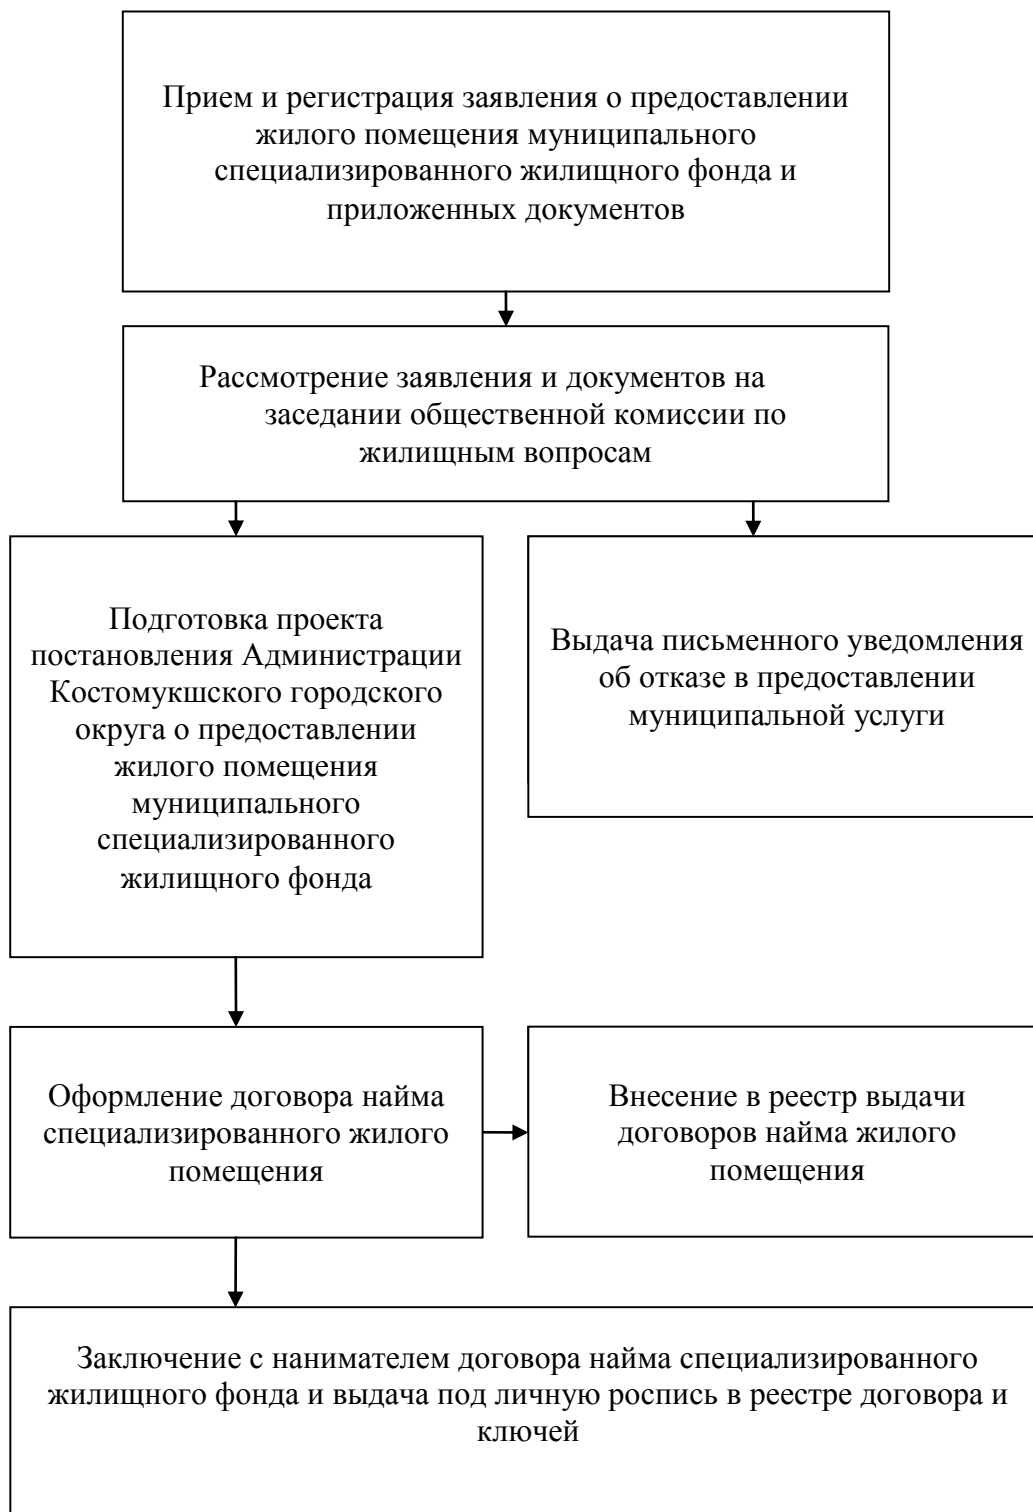 Прием и регистрация заявления о предоставлении
жилого помещения муниципального
специализированного жилищного фонда и
приложенных документов
Рассмотрение заявления и документов на
заседании общественной комиссии по
жилищным вопросам
Подготовка проекта
постановления Администрации
Костомукшского городского
округа о предоставлении
жилого помещения
муниципального
специализированного
жилищного фонда
Выдача письменного уведомления
об отказе в предоставлении
муниципальной услуги
Оформление договора найма
специализированного жилого
помещения
Внесение в реестр выдачи
договоров найма жилого
помещения
Заключение с нанимателем договора найма специализированного
жилищного фонда и выдача под личную роспись в реестре договора и
ключей